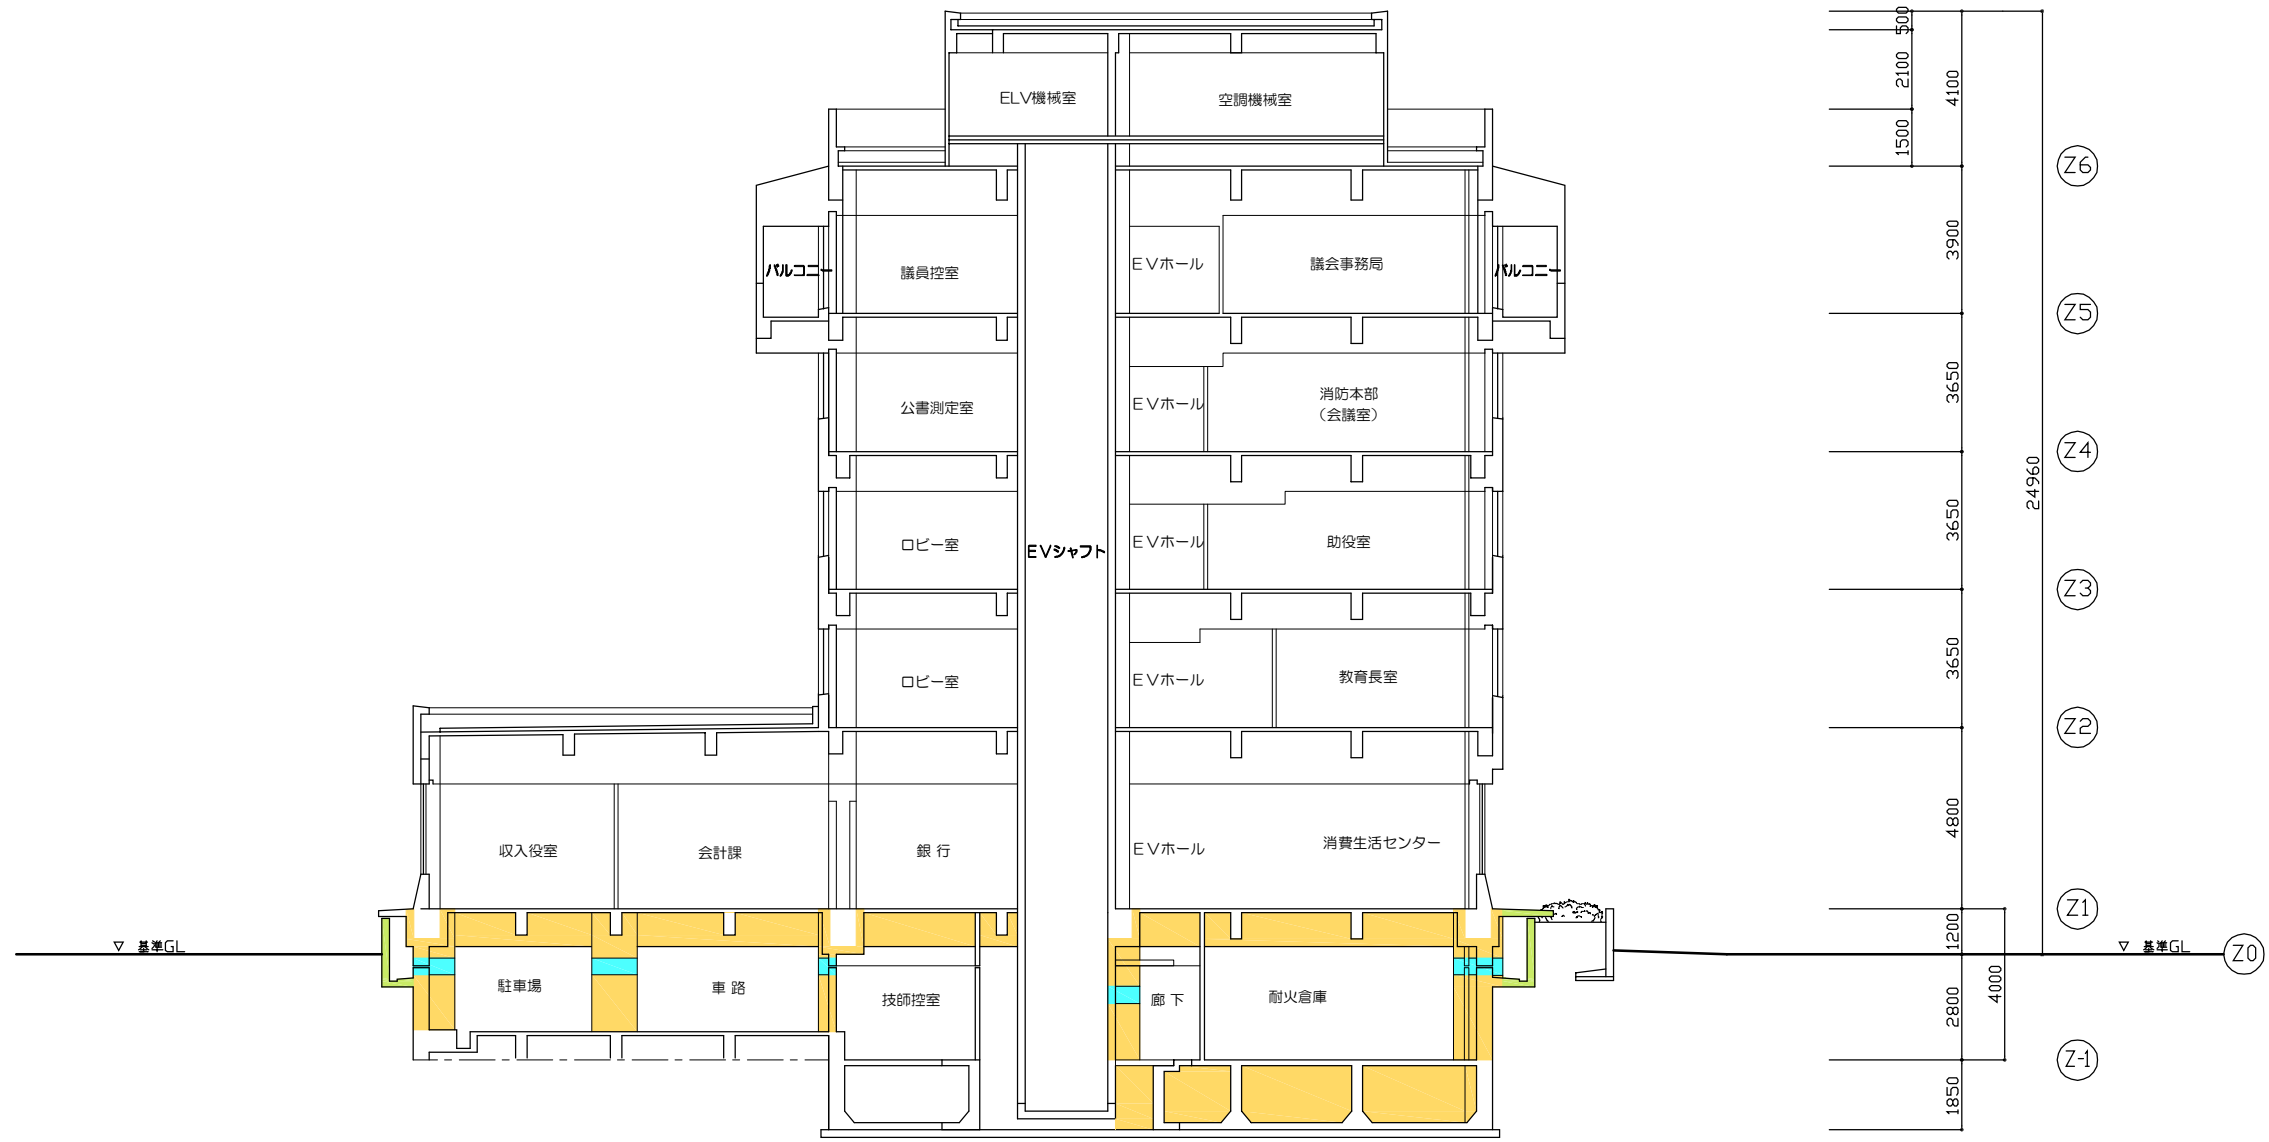 ELV機械室
空調機械室
500
2100
4100
1500
Z6
バルコニー
議員控室
EVホール
議会事務局
バルコニー
3900
Z5
公書測定室
EVホール
消防本部
（会議室）
3650
Z4
24960
ロビー室
EVシャフト
EVホール
助役室
3650
Z3
ロビー室
EVホール
教育長室
3650
Z2
収入役室
会計課
銀 行
EVホール
消費生活センター
4800
Z1
▽ 基準GL
1200
▽ 基準GL
Z0
駐車場
車 路
技師控室
廊 下
耐火倉庫
2800
4000
Z-1
1850